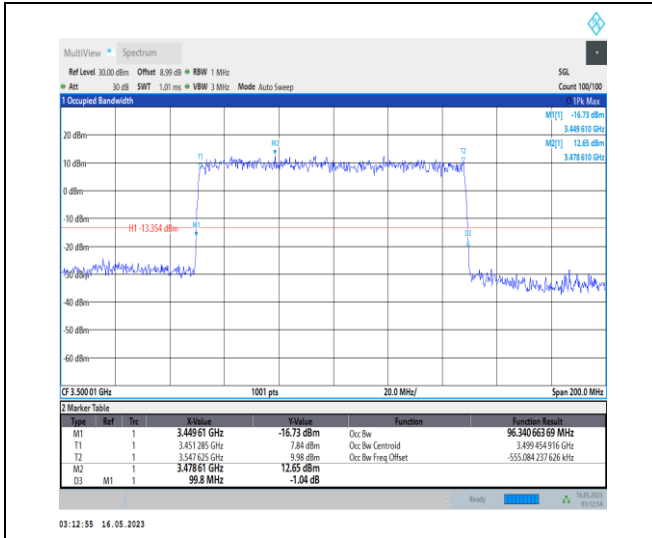 MultiView Spectrum
Ref Level 30.00 dBm Offset 8.99 dB RBW 1 MHz SGL
Att 30 dB SWT 1.01 ms VBW 3 MHz Mode Auto Sweep Count 100/100
1 Occupied Bandwidth 1Pk Max
M1[1] -16.73 dBm
3.449 610 GHz
M2[1] 12.65 dBm
3.478 610 GHz
20 dBm
M2
T1
T2
10 dBm
0 dBm
-10 dBm
H1 -13.354 dBm
M1
D3
-20 dBm
-30 dBm
-40 dBm
-50 dBm
-60 dBm
CF 3.500 01 GHz 1001 pts 20.0 MHz/ Span 200.0 MHz
2 Marker Table
Type Ref Trc X-Value Y-Value Function Function Result
M1 1 3.449 61 GHz -16.73 dBm Occ Bw 96.340 663 69 MHz
T1 1 3.451 285 GHz 7.84 dBm Occ Bw Centroid 3.499 454 916 GHz
T2 1 3.547 625 GHz 9.98 dBm Occ Bw Freq Offset -555.084 237 626 kHz
M2 1 3.478 61 GHz 12.65 dBm
D3 M1 1 99.8 MHz -1.04 dB
Ready 16.05.2023
03:12:54
03:12:55 16.05.2023